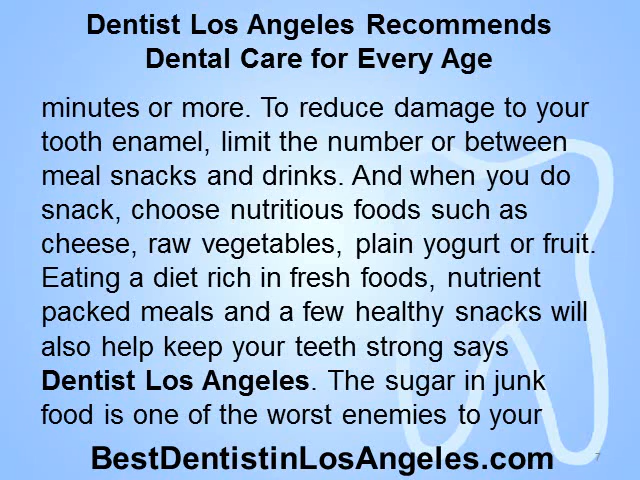 Dentist Los Angeles Recommends
Dental Care for Every Age
minutes or more. To reduce damage to your
tooth enamel, limit the number or between
meal snacks and drinks. And when you do
snack, choose nutritious foods such as
cheese, raw vegetables, plain yogurt or fruit.
Eating a diet rich in fresh foods, nutrient
packed meals and a few healthy snacks will
also help keep your teeth strong says
Dentist Los Angeles. The sugar in junk
food is one of the worst enemies to your
BestDentistinLosAngeles.com
7